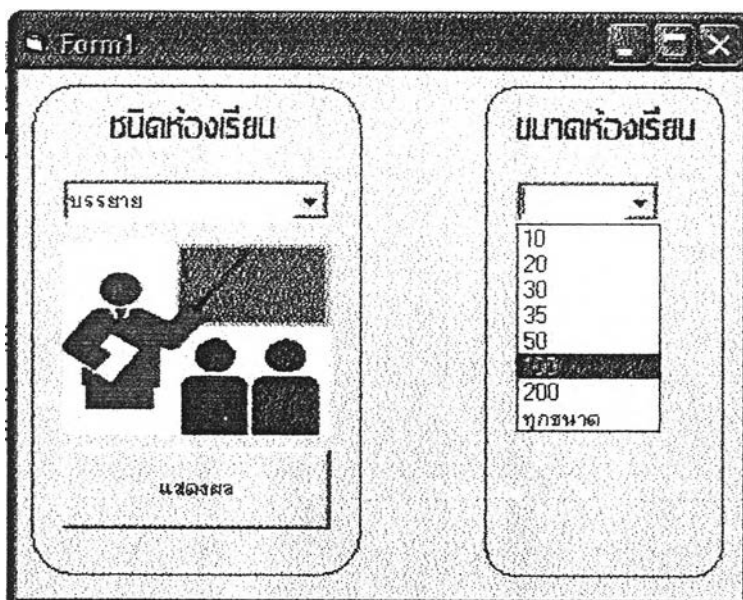 Form1
ชนิดห้องเรียน
บรรยาย
แสดงผล
ขนาดห้องเรียน
10
20
30
35
50
200
ทุกขนาด